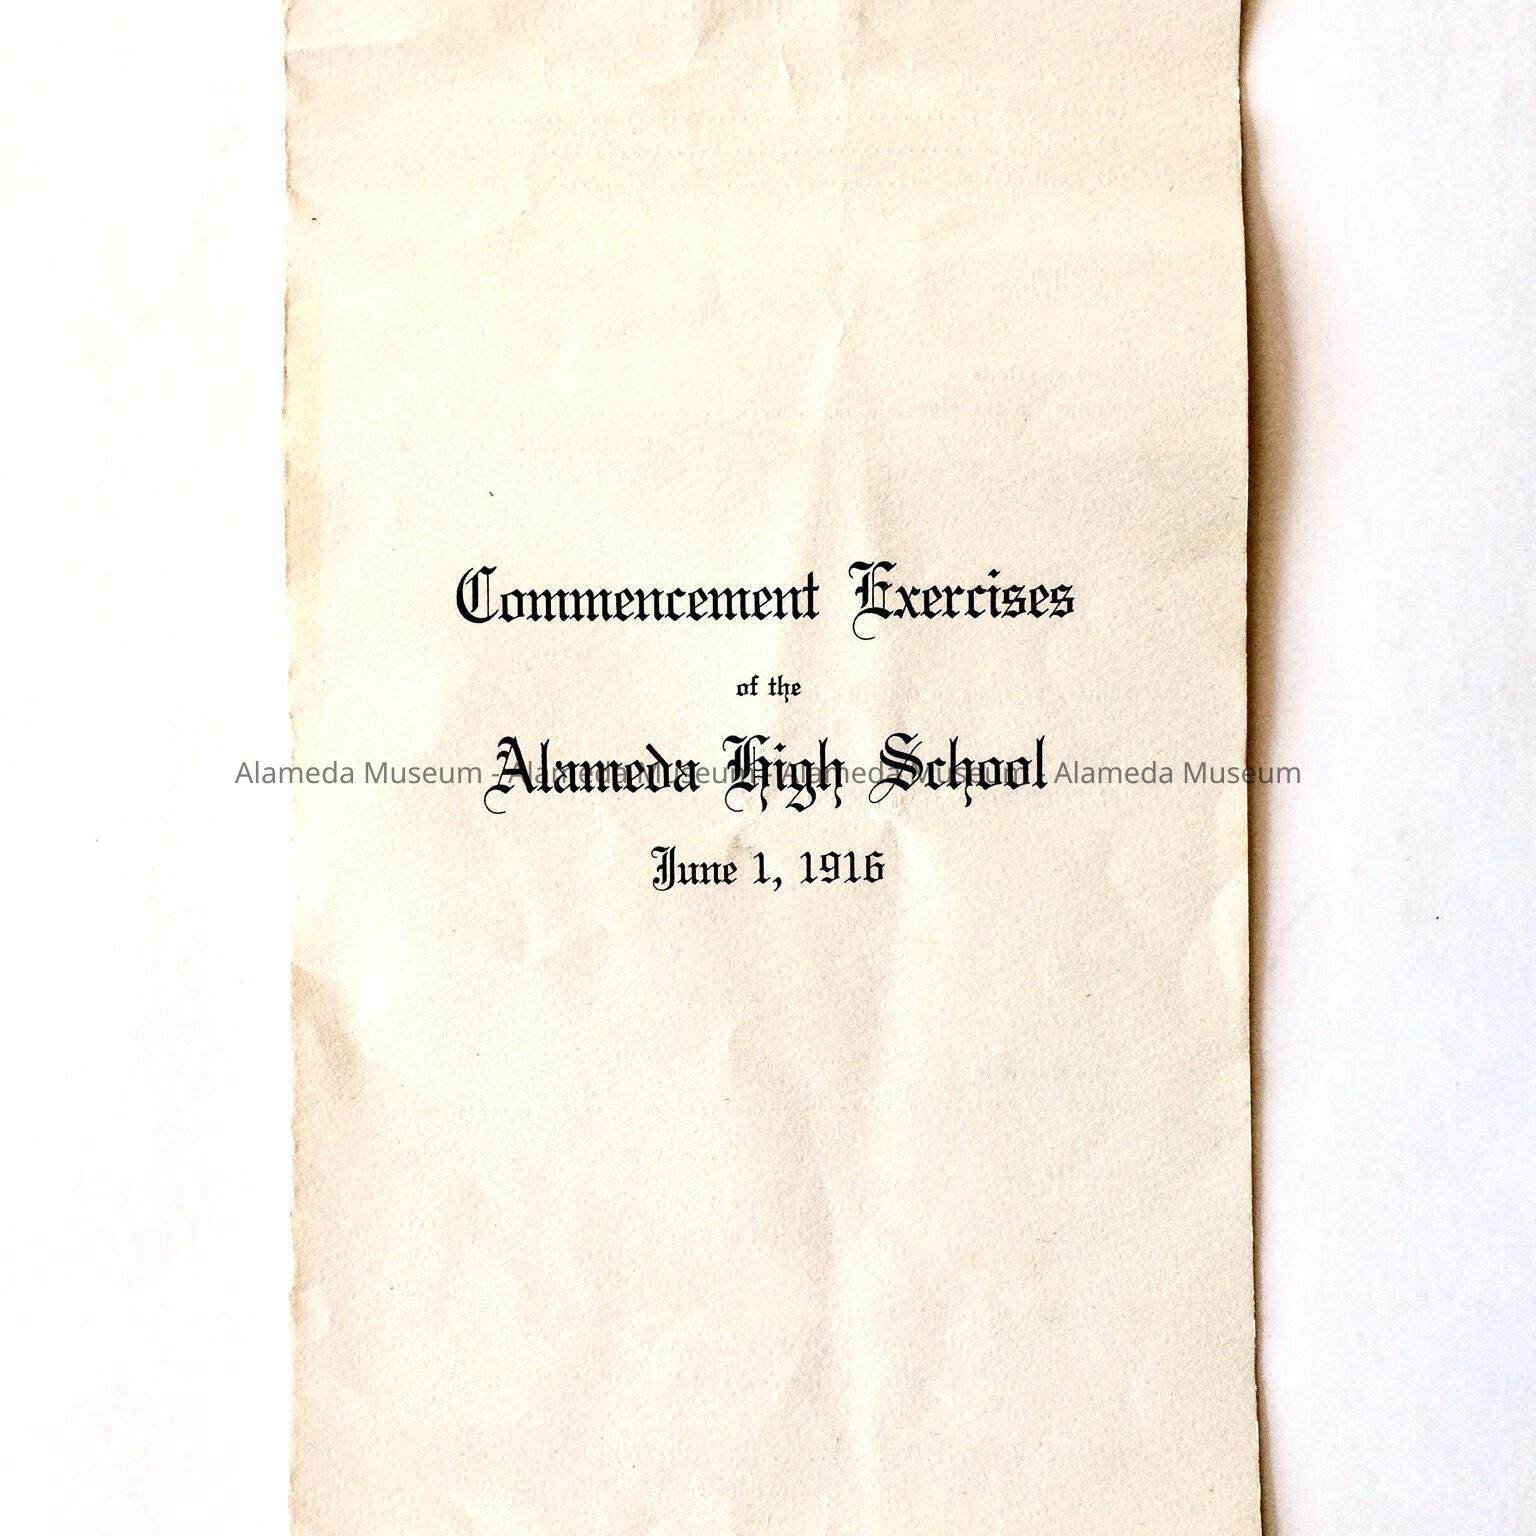 Commencement Exercises
of the
Alameda High School
Alameda Museum - Alameda Museum - Alameda Museum - Alameda Museum
June 1, 1916